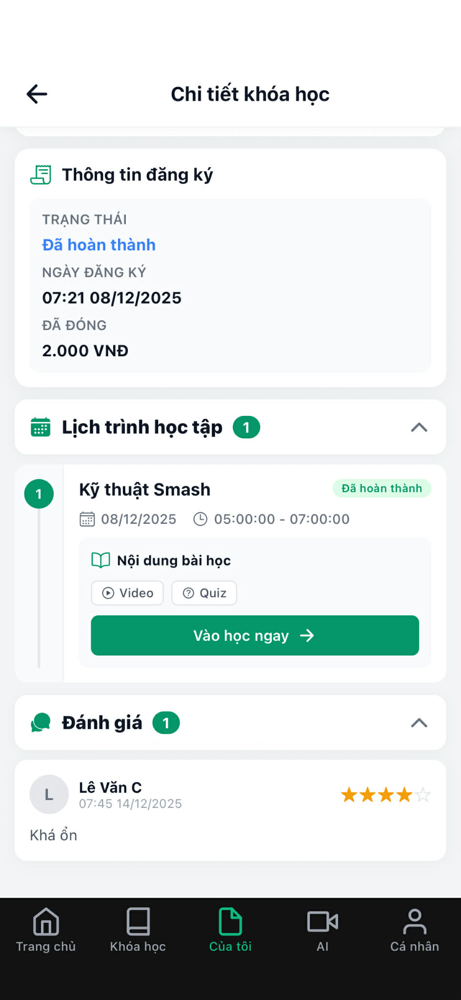 Chi tiết khóa học
Thông tin đăng ký
TRẠNG THÁI
Đã hoàn thành
NGÀY ĐĂNG KÝ
07:21 08/12/2025
ĐÃ ĐÓNG
2.000 VNĐ
Lịch trình học tập 1
1
Kỹ thuật Smash
Đã hoàn thành
08/12/2025 05:00:00 - 07:00:00
Nội dung bài học
Video Quiz
Vào học ngay →
Đánh giá 1
L
Lê Văn C
07:45 14/12/2025
Khá ổn
Trang chủ Khóa học Của tôi AI Cá nhân